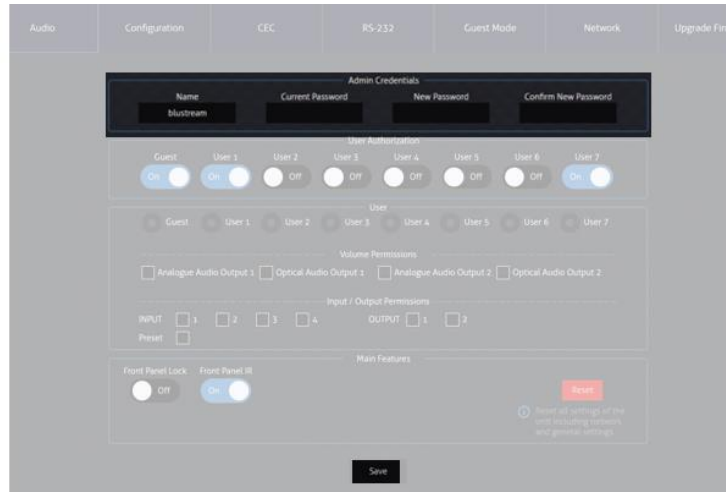 Audio Configuration CEC RS-232 Guest Mode Network Upgrade Fir
Admin Credentials
Name Current Password New Password Confirm New Password
blustream
User Authorization
Guest User 1 User 2 User 3 User 4 User 5 User 6 User 7
On On Off Off Off Off Off On
User
Guest User 1 User 2 User 3 User 4 User 5 User 6 User 7
Volume Permissions
Analogue Audio Output 1 Optical Audio Output 1 Analogue Audio Output 2 Optical Audio Output 2
Input / Output Permissions
INPUT 1 2 3 4 OUTPUT 1 2
Preset
Main Features
Front Panel Lock Front Panel IR
Off On Reset
Reset all settings of the
unit including network
and general settings
Save